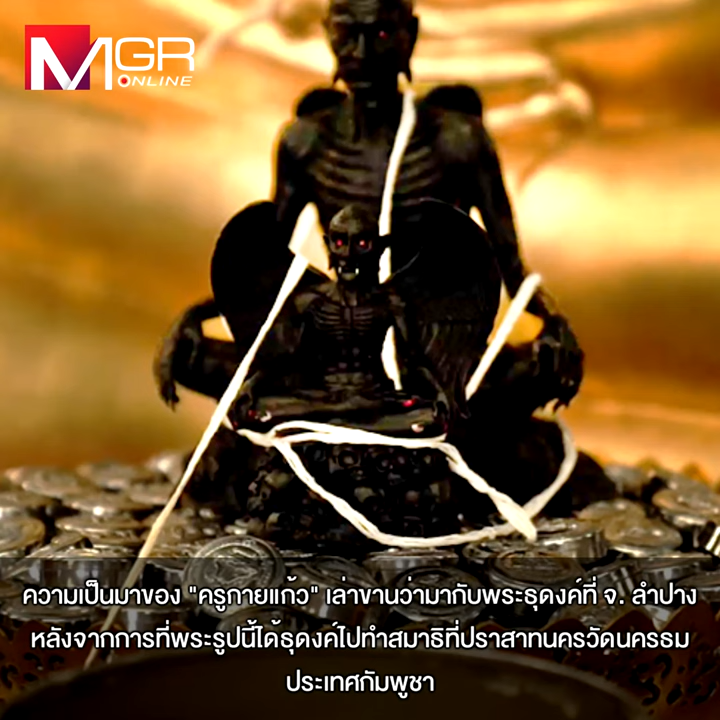 MGR
ONLINE
ความเป็นมาของ "ครูกายแก้ว" เล่าขานว่ามากับพระธุดงค์ที่ จ. ลำปาง
หลังจากการที่พระรูปนี้ได้ธุดงค์ไปทำสมาธิที่ปราสาทนครวัดนครธม
ประเทศกัมพูชา